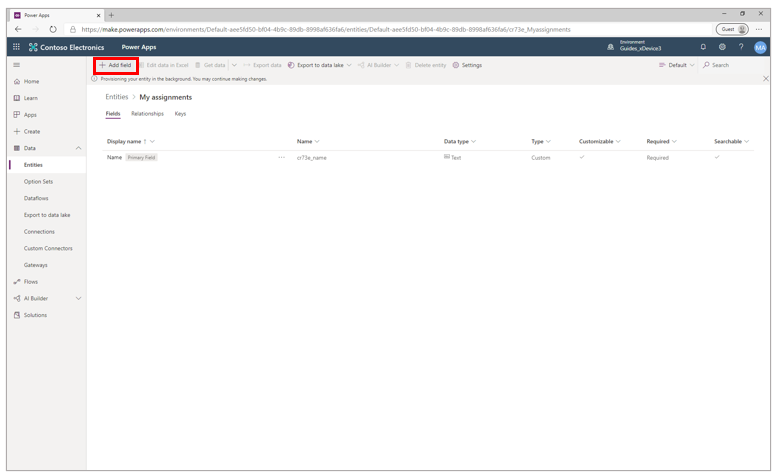 Power Apps
https://make.powerapps.com/environments/Default-aee5fd50-bf04-4b9c-89db-8998af636fa6/entities/Default-aee5fd50-bf04-4b9c-89db-8998af636fa6/cr73e_Myassignments
Guest
Contoso Electronics Power Apps
Environment
Guides_xDevice3
MA
Add field Edit data in Excel Get data Export data Export to data lake AI Builder Delete entity Settings Default Search
Provisioning your entity in the background. You may continue making changes.
Home
Learn
Apps
Create
Data
Entities
Option Sets
Dataflows
Export to data lake
Connections
Custom Connectors
Gateways
Flows
AI Builder
Solutions
Entities > My assignments
Fields Relationships Keys
Display name ↑ Name Data type Type Customizable Required Searchable
Name Primary Field ··· cr73e_name Text Custom ✓ Required ✓